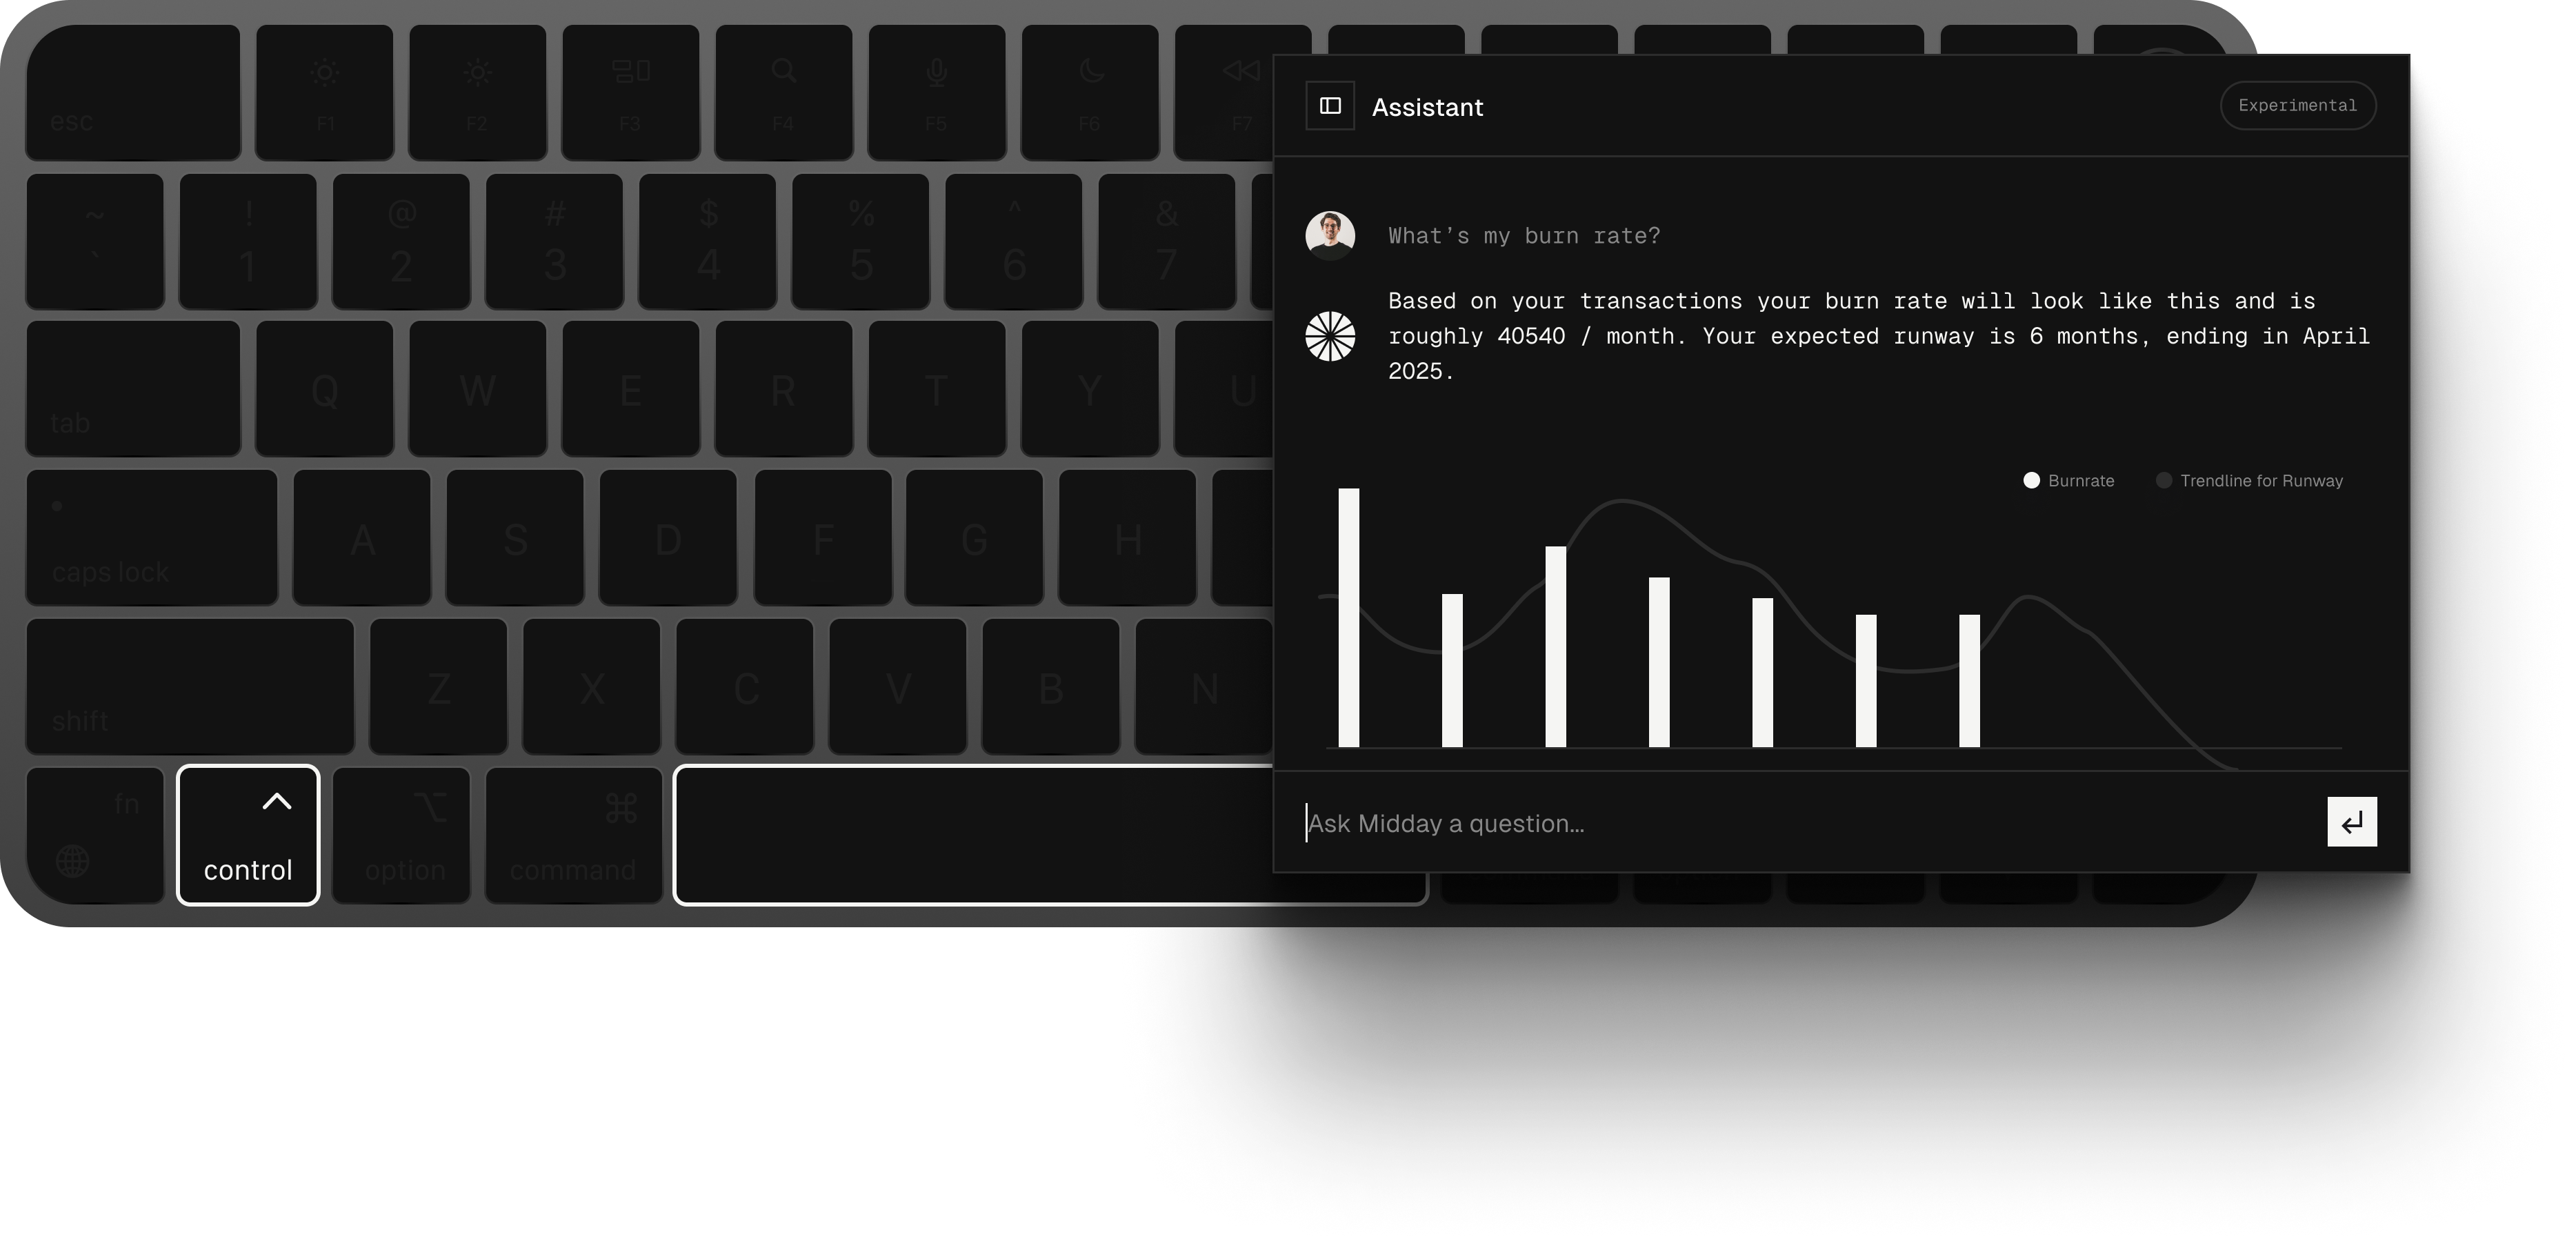 esc
F1
F2
F3
F4
F5
F6
F7
~
`
!
1
@
2
#
3
$
4
%
5
^
6
&
7
tab
Q
W
E
R
T
Y
U
caps lock
A
S
D
F
G
H
shift
Z
X
C
V
B
N
fn
control
option
command
Assistant
Experimental
What’s my burn rate?
Based on your transactions your burn rate will look like this and is
roughly 40540 / month. Your expected runway is 6 months, ending in April
2025.
Burnrate
Trendline for Runway
Ask Midday a question...